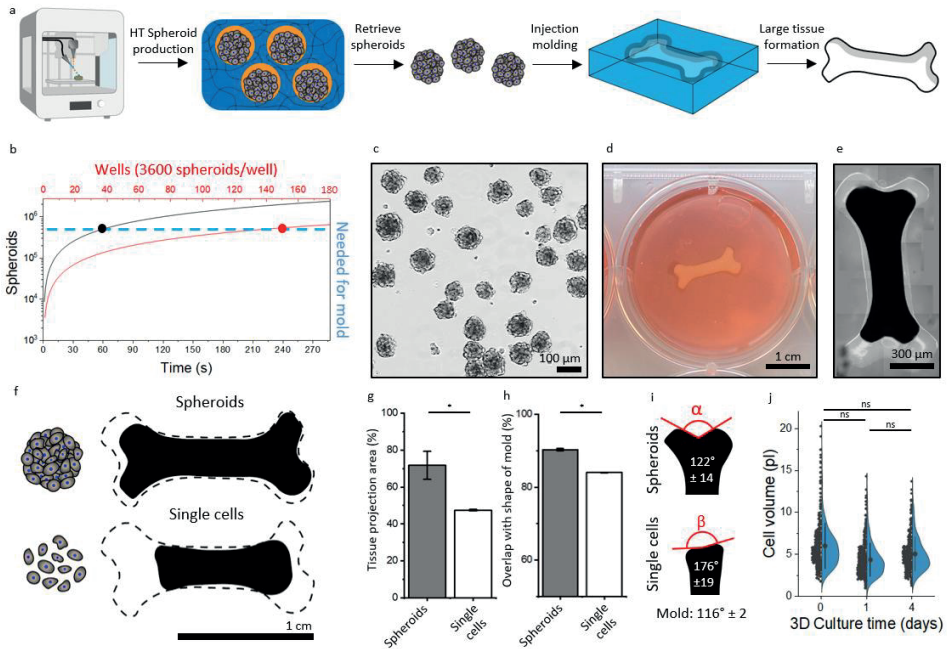 a
HT Spheroid
production
Retrieve
spheroids
Injection
molding
Large tissue
formation
b
Wells (3600 spheroids/well)
0 20 40 60 80 100 120 140 160 180
Spheroids
10⁶
10⁵
10⁴
10³
0 30 60 90 120 150 180 210 240 270
Time (s)
Needed for
mold
c
100 µm
d
1 cm
e
300 µm
f
Spheroids
Single cells
1 cm
g
Tissue projection area (%)
100
80
60
40
20
0
*
Spheroids
Single
cells
h
Overlap with shape of mold (%)
100
80
60
*
Spheroids
Single
cells
i
Spheroids
α
122°
± 14
Single cells
β
176°
±19
Mold: 116° ± 2
j
Cell volume (pl)
20
15
10
5
0
ns
ns
ns
0 1 4
3D Culture time (days)